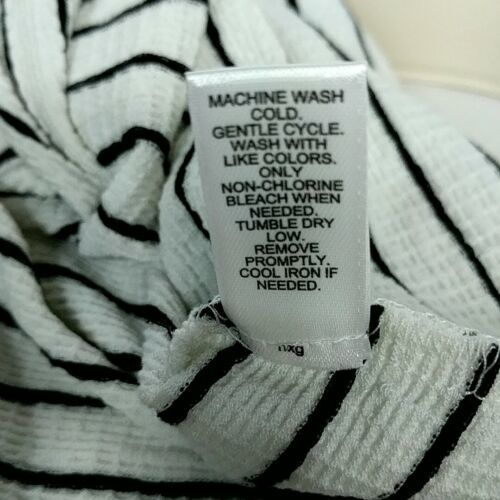 MACHINE WASH
COLD.
GENTLE CYCLE.
WASH WITH
LIKE COLORS.
ONLY
NON-CHLORINE
BLEACH WHEN
NEEDED.
TUMBLE DRY
LOW.
REMOVE
PROMPTLY.
COOL IRON IF
NEEDED.